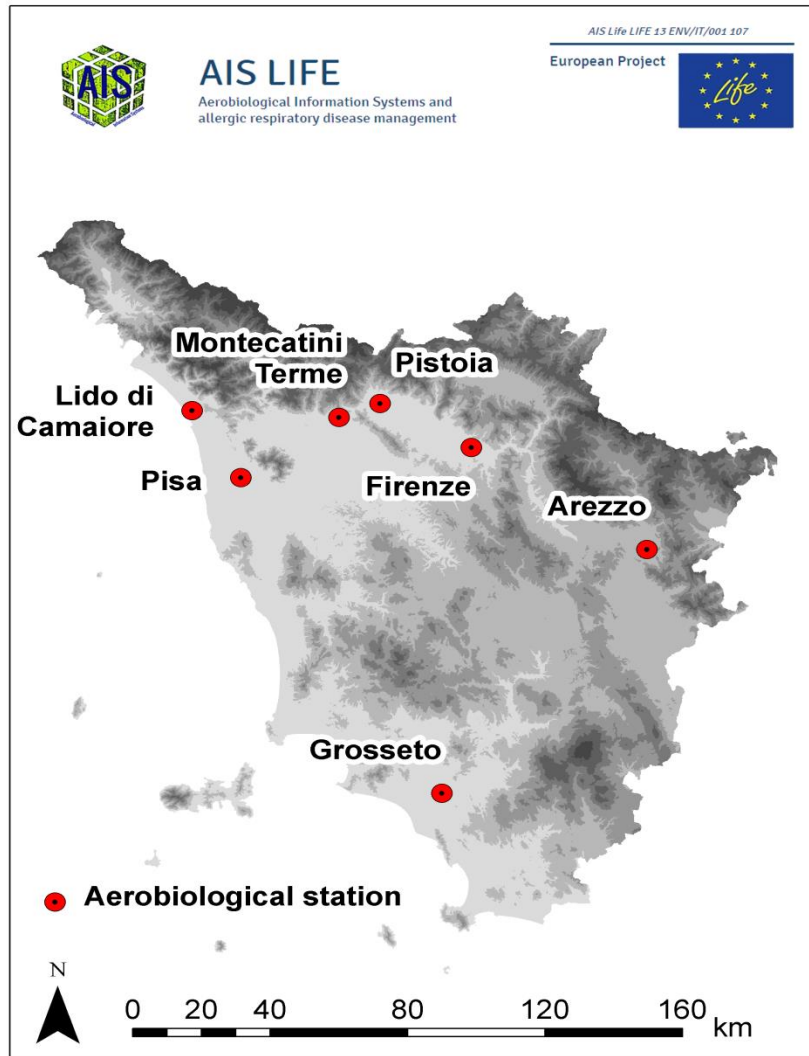 AIS Life LIFE 13 ENV/IT/001 107
AIS
AIS LIFE
Aerobiological Information Systems and
allergic respiratory disease management
European Project
Life
Montecatini
Terme
Pistoia
Lido di
Camaiore
Pisa
Firenze
Arezzo
Grosseto
Aerobiological station
N
0 20 40 80 120 160
km